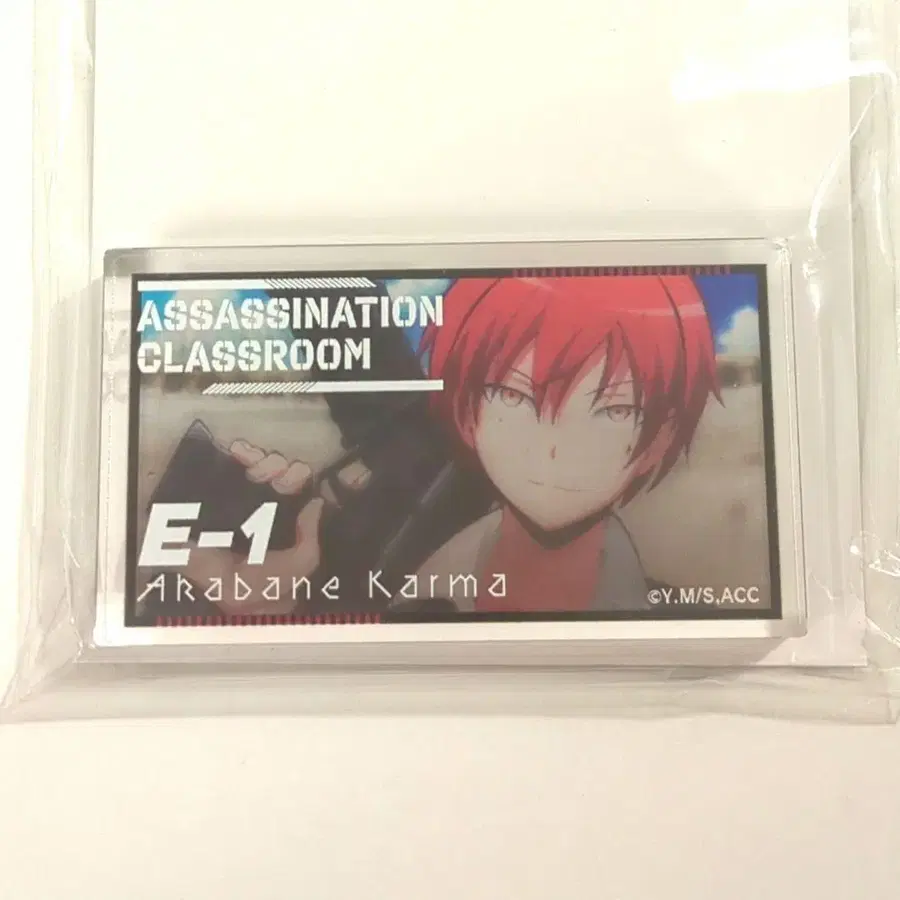 ASSASSINATION
CLASSROOM
E-1
Akabane Karma
©Y.M/S,ACC